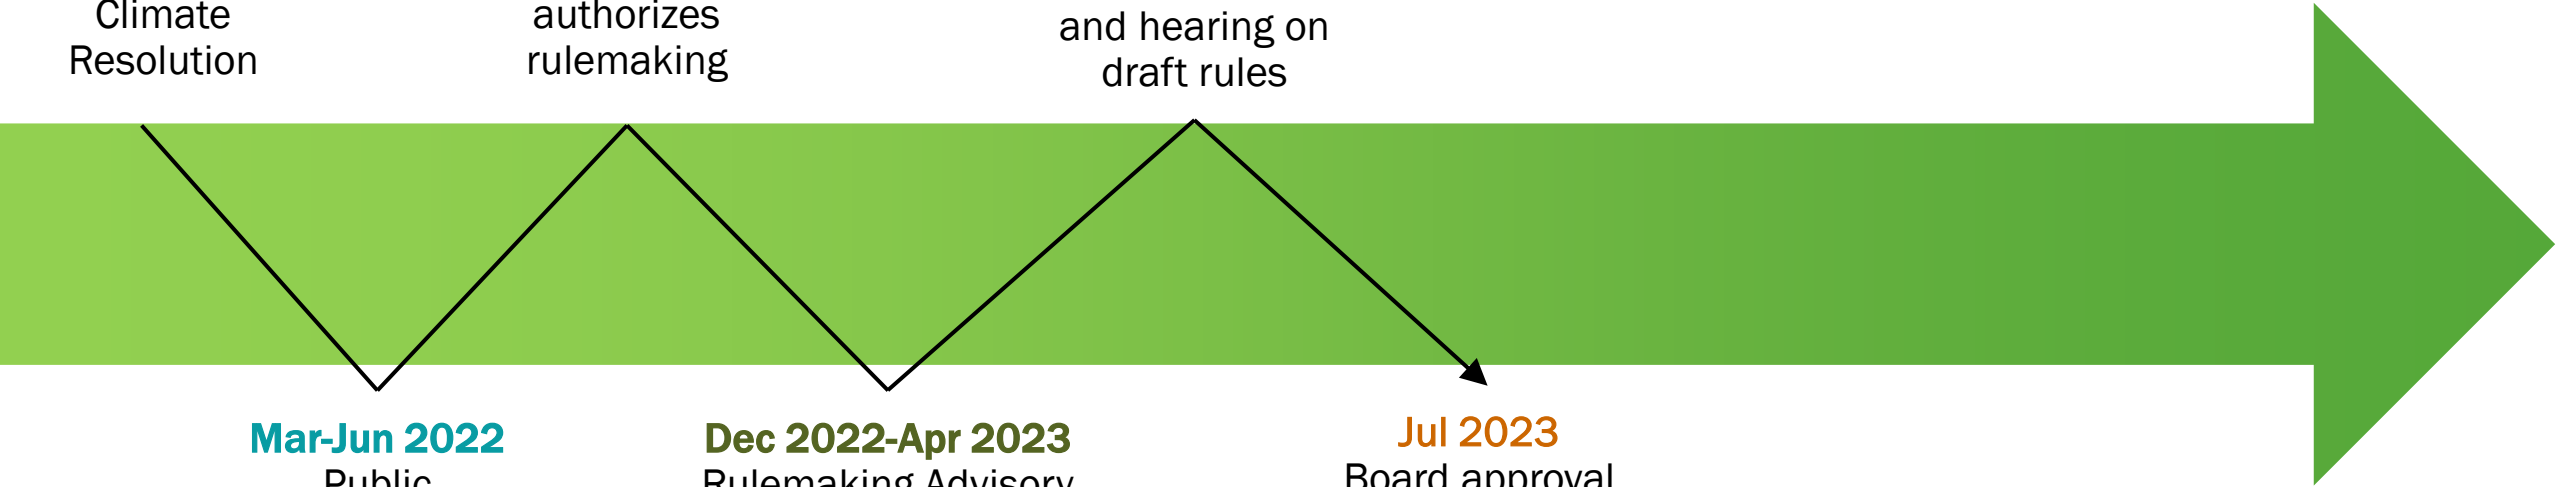 Climate
Resolution
authorizes
rulemaking
and hearing on
draft rules
Mar-Jun 2022
Public
Dec 2022-Apr 2023
Rulemaking Advisory
Jul 2023
Board approval